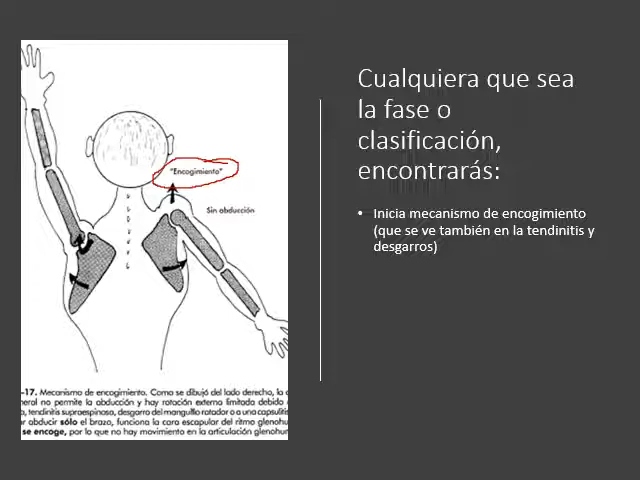 "Encogimiento"
Sin abducción
-17. Mecanismo de encogimiento. Como se dibujó del lado derecho, la
neral no permite la abducción y hay rotación externa limitada debido
tendinitis supraespinosa, desgarro del manguito rotador o a una capsulitis
abducir sólo el brazo, funciona la cara escapular del ritmo glenohu
se encoge, por lo que no hay movimiento en la articulación glenohum
Cualquiera que sea
la fase o
clasificación,
encontrarás:
• Inicia mecanismo de encogimiento
(que se ve también en la tendinitis y
desgarros)